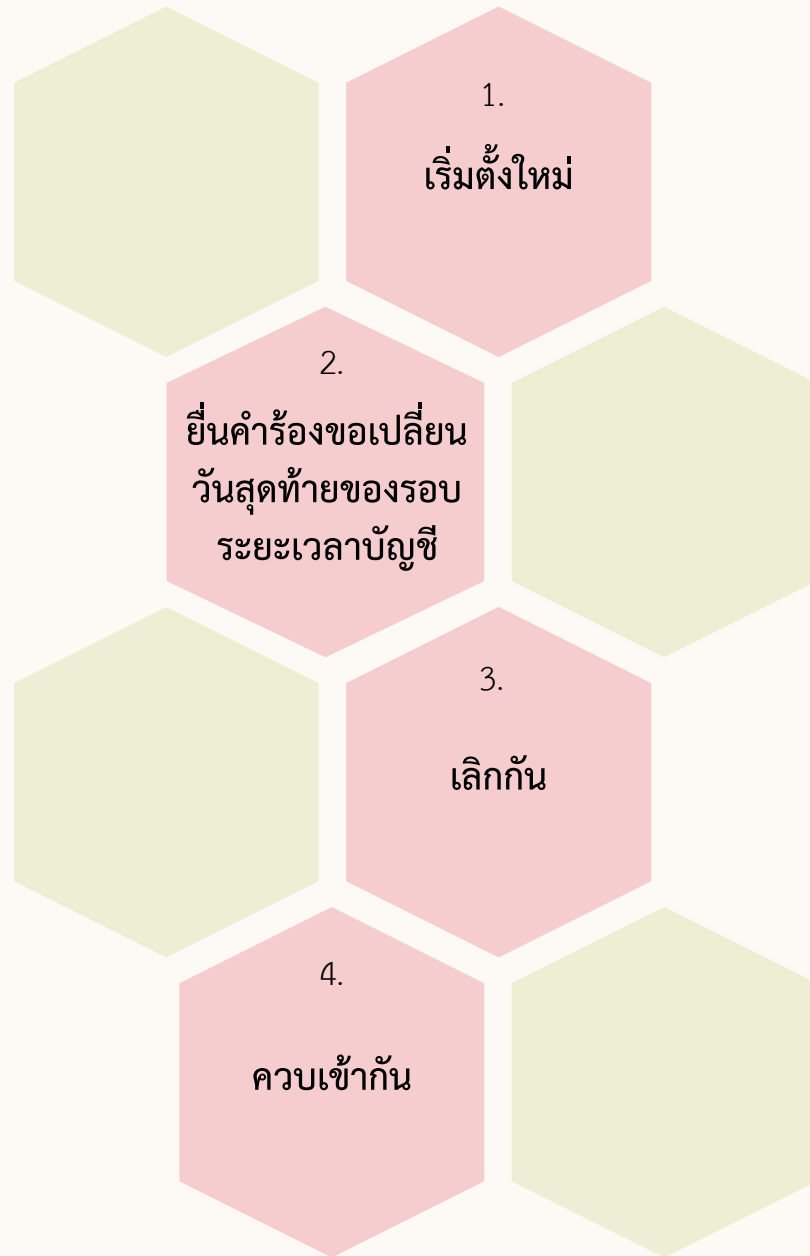 1.
เริ่มตั้งใหม่
2.
ยื่นคำร้องขอเปลี่ยน
วันสุดท้ายของรอบ
ระยะเวลาบัญชี
3.
เลิกกัน
4.
ควบเข้ากัน